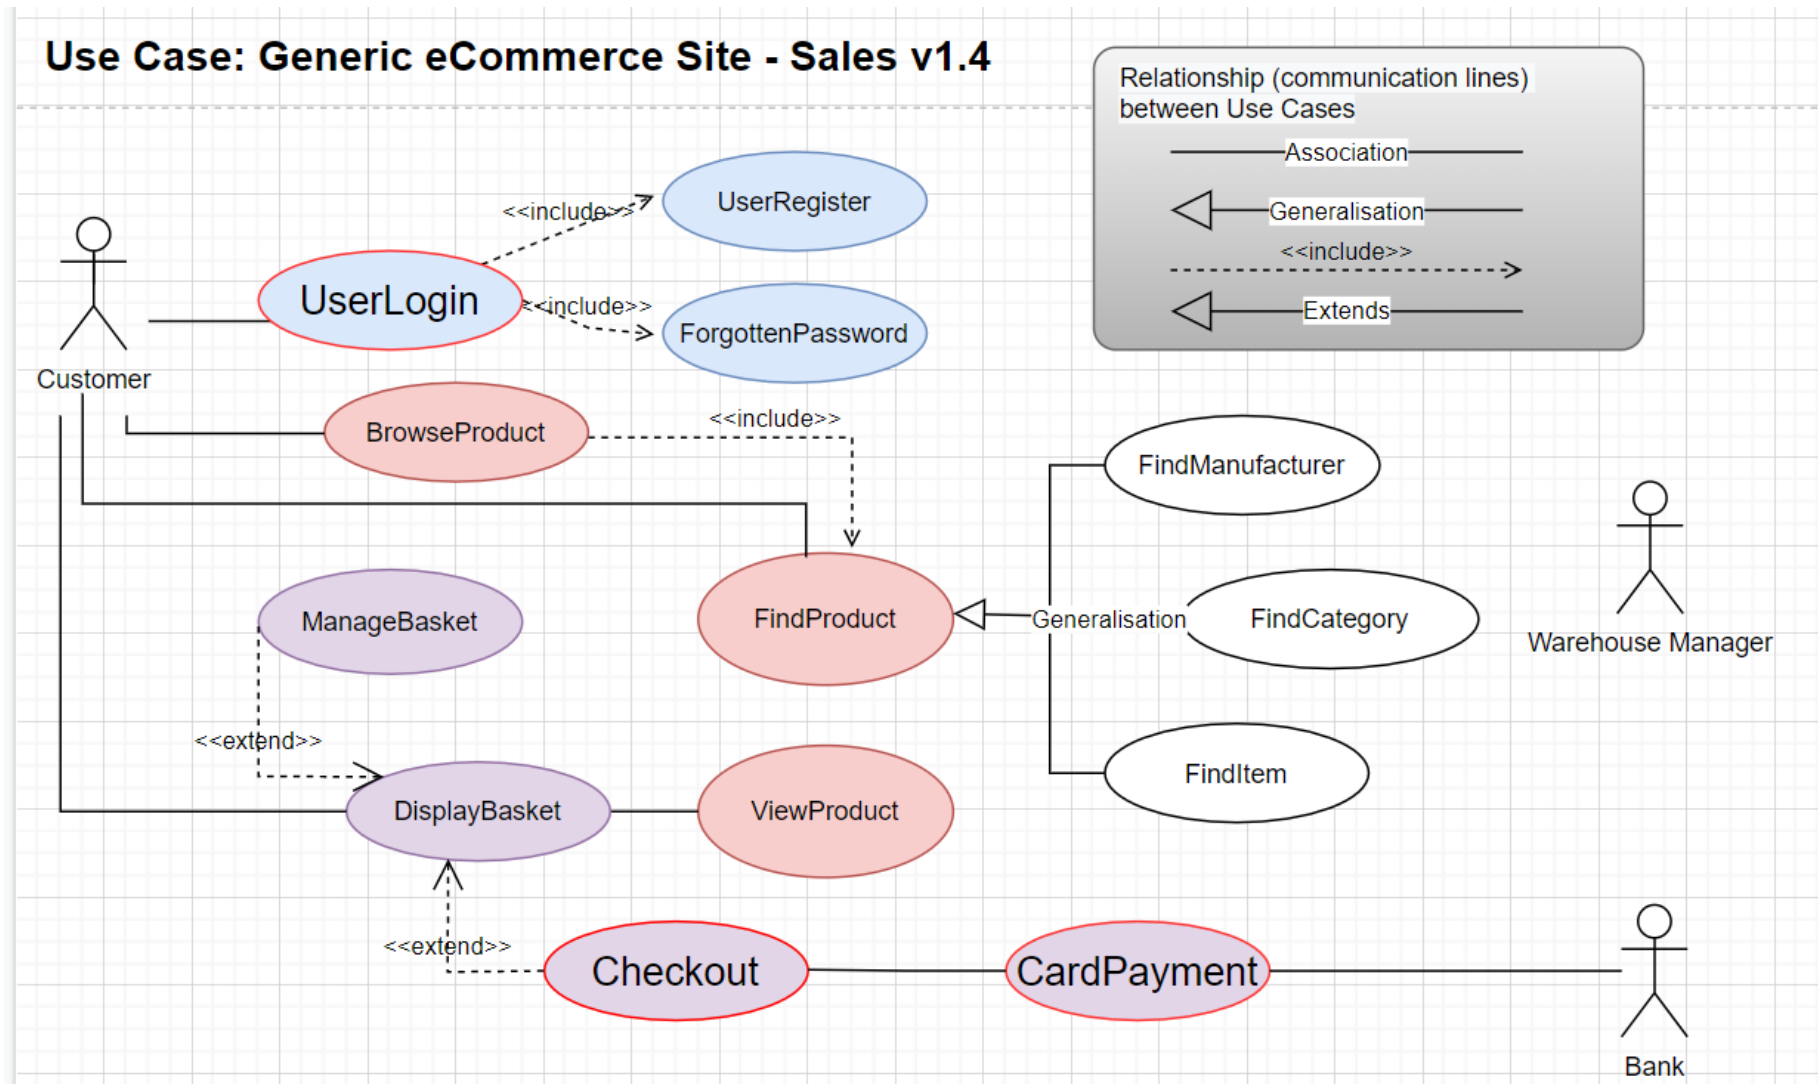 Use Case: Generic eCommerce Site - Sales v1.4
Relationship (communication lines)
between Use Cases
Association
Generalisation
<<include>>
Extends
UserRegister
<<include>>
UserLogin
<<include>>
ForgottenPassword
Customer
BrowseProduct
<<include>>
FindManufacturer
ManageBasket
FindProduct
Generalisation
FindCategory
Warehouse Manager
<<extend>>
FindItem
DisplayBasket
ViewProduct
<<extend>>
Checkout
CardPayment
Bank